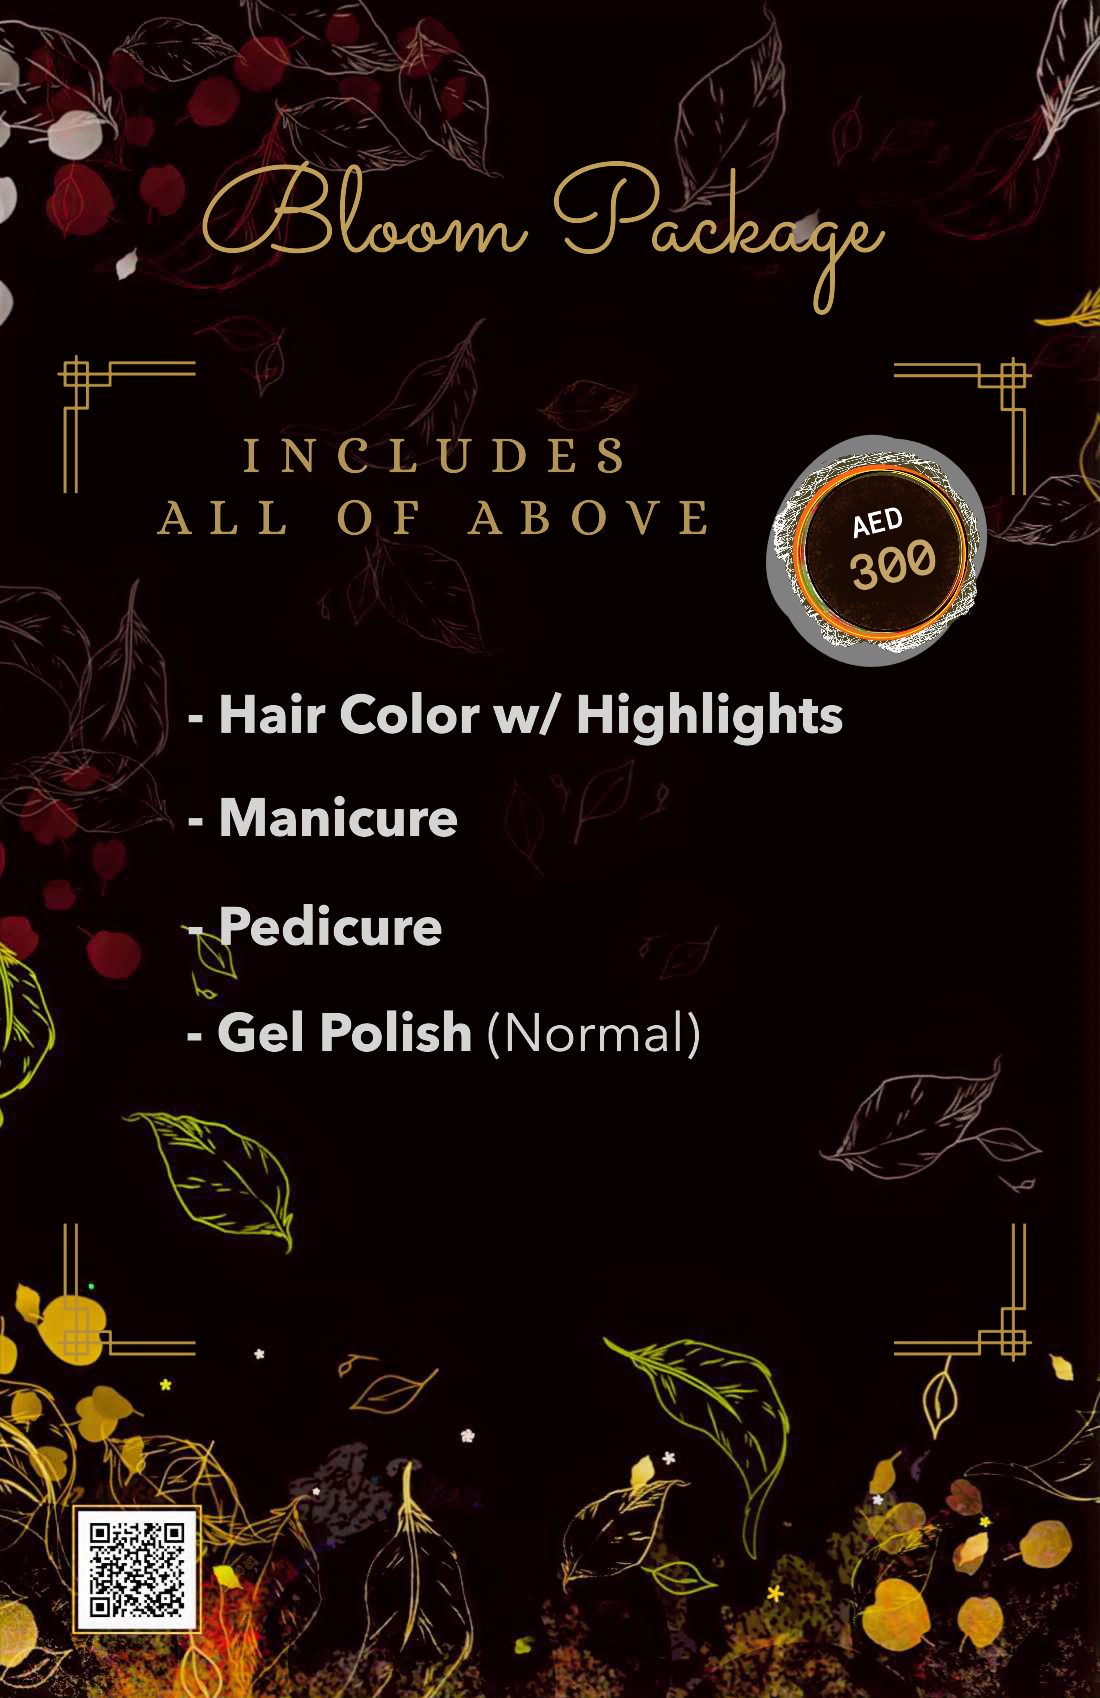 Bloom Package
INCLUDES
ALL OF ABOVE
AED
300
- Hair Color w/ Highlights
- Manicure
- Pedicure
- Gel Polish (Normal)